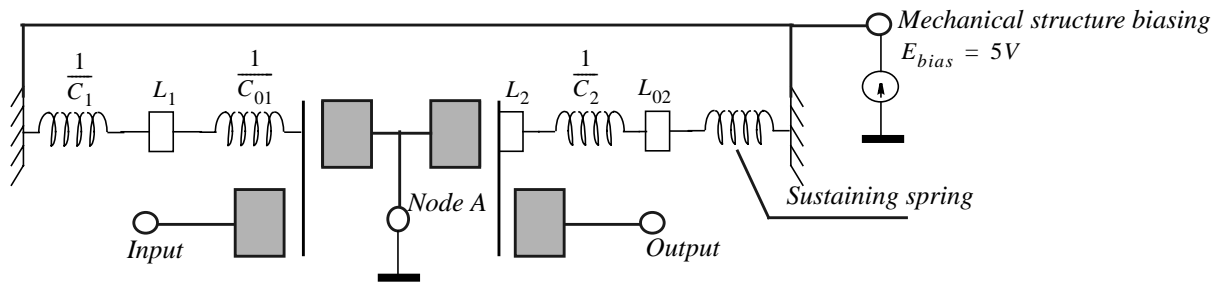 Mechanical structure biasing
E_bias = 5V
1/C_1
L_1
1/C_01
L_2
1/C_2
L_02
Sustaining spring
Node A
Input
Output